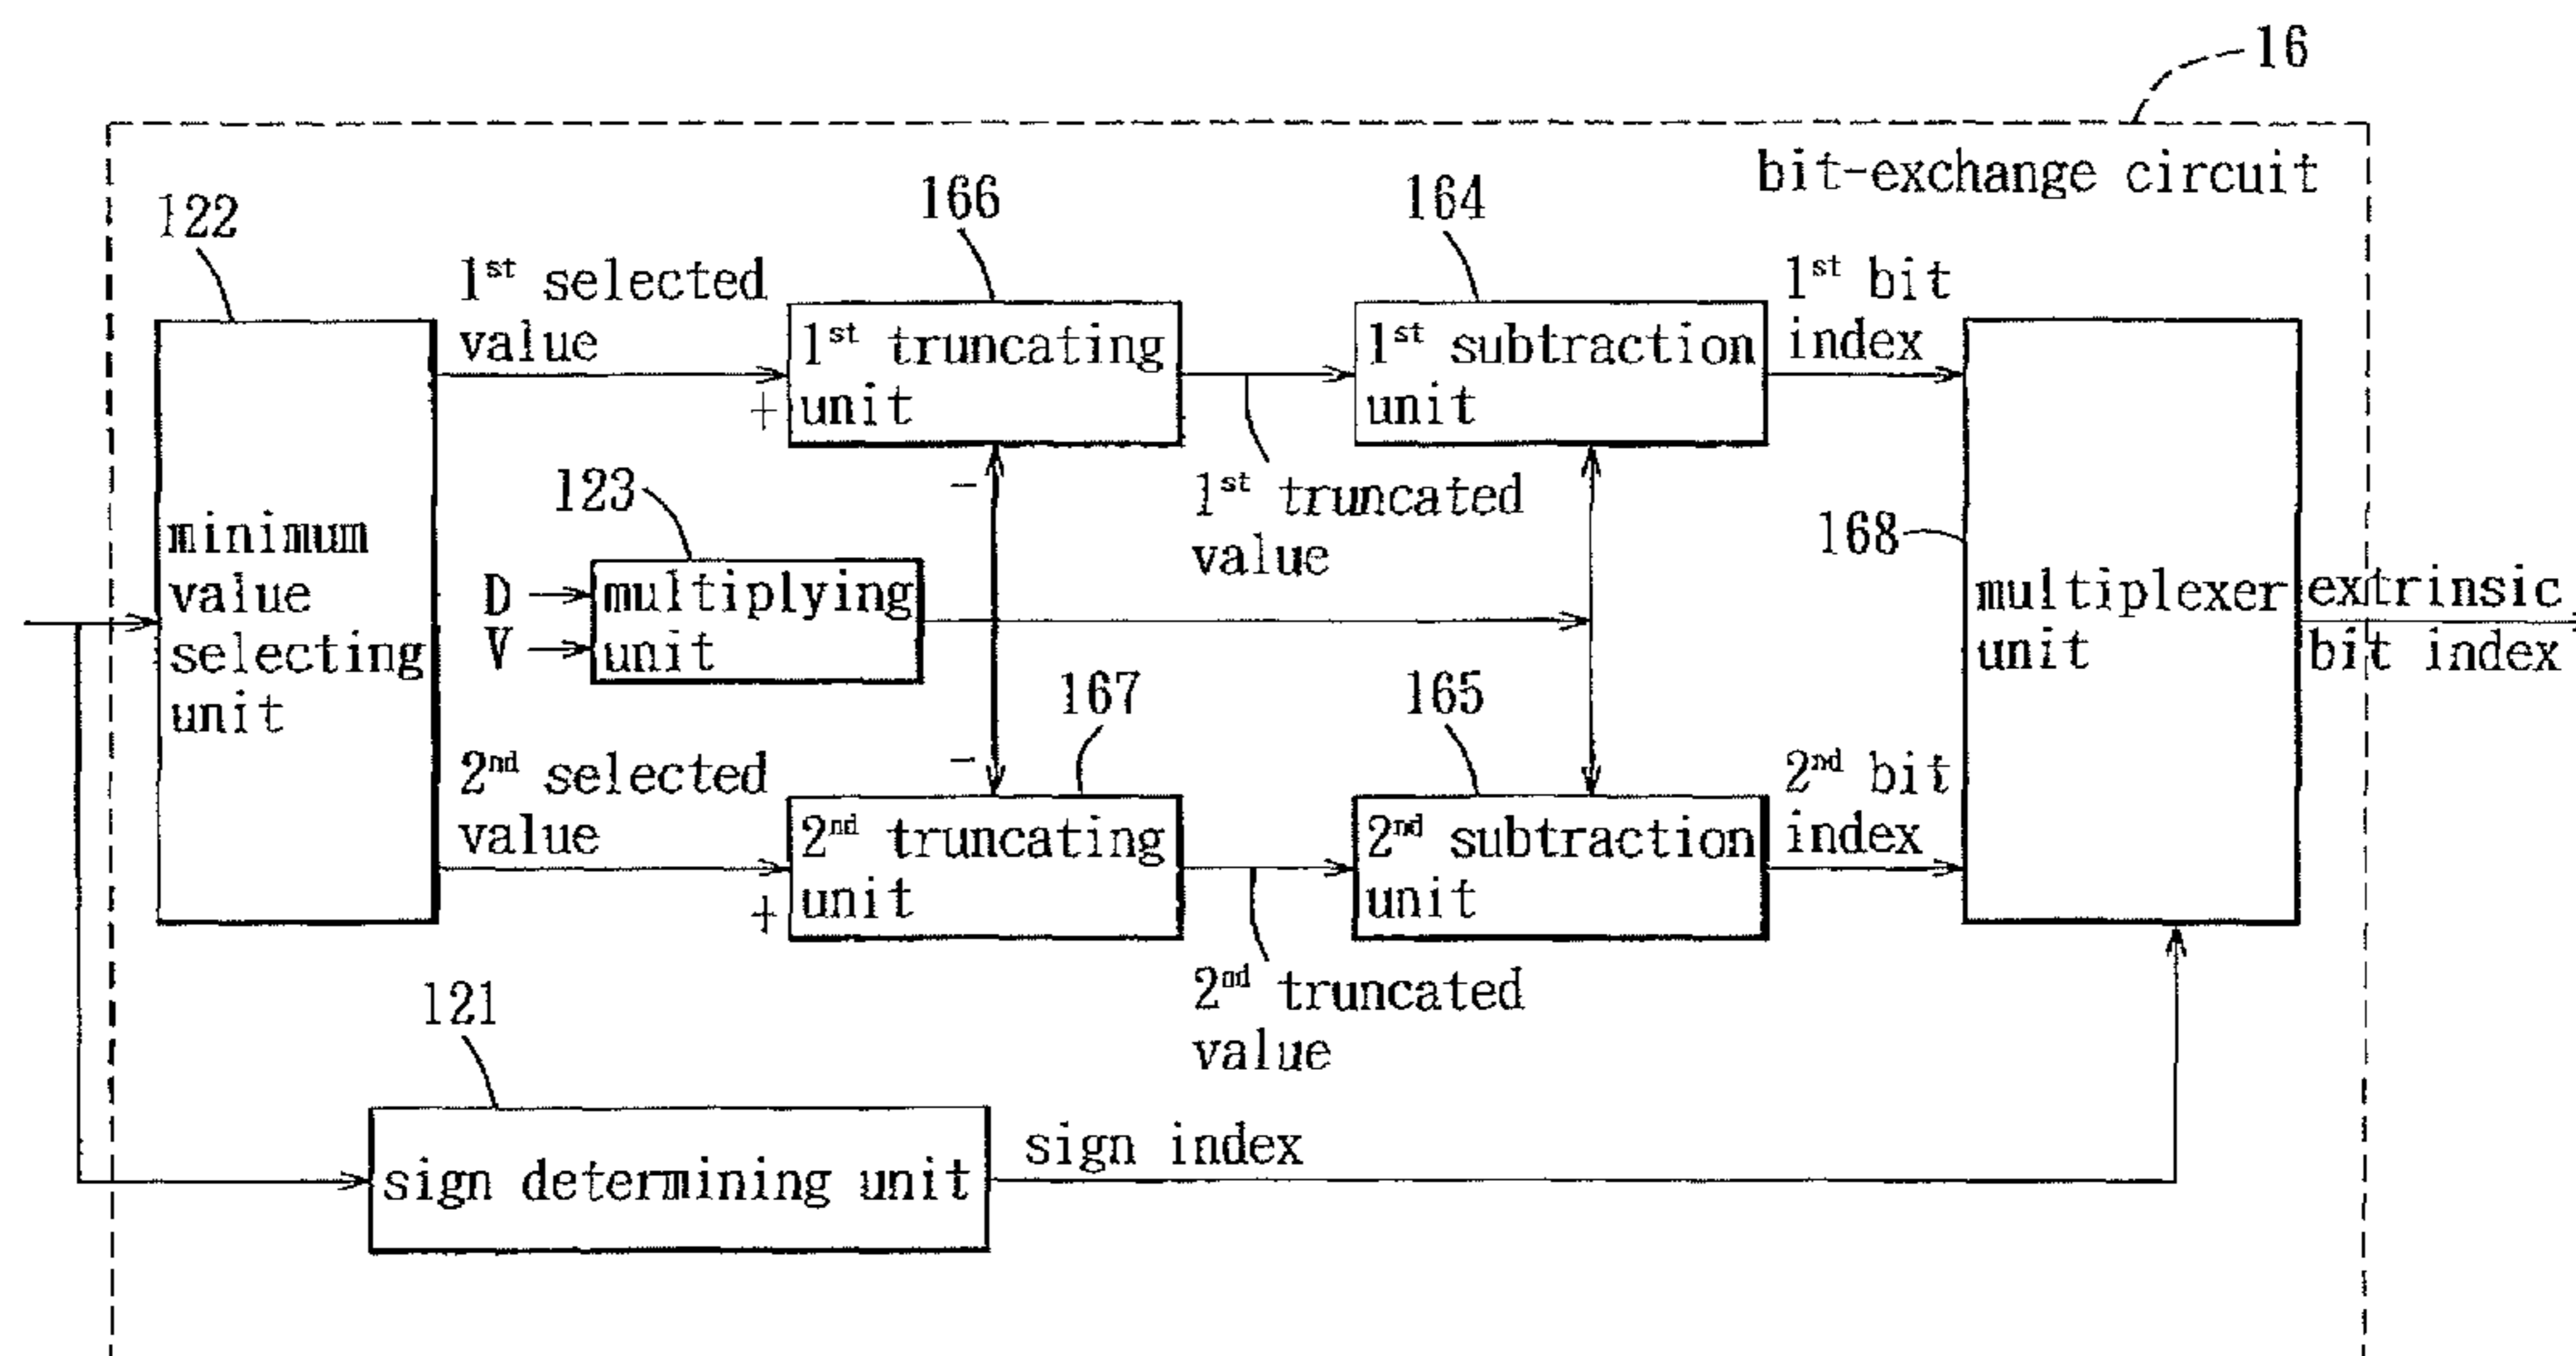 16
bit-exchange circuit
122
166
164
1st selected
value
1st bit
index
1st truncating
unit
+
1st subtraction
unit
-
123
1st truncated
value
168
minimum
value
selecting
unit
D
V
multiplying
unit
multiplexer
unit
extrinsic
bit index
167
165
2nd selected
value
-
2nd bit
index
2nd truncating
unit
+
2nd subtraction
unit
2nd truncated
value
121
sign determining unit
sign index